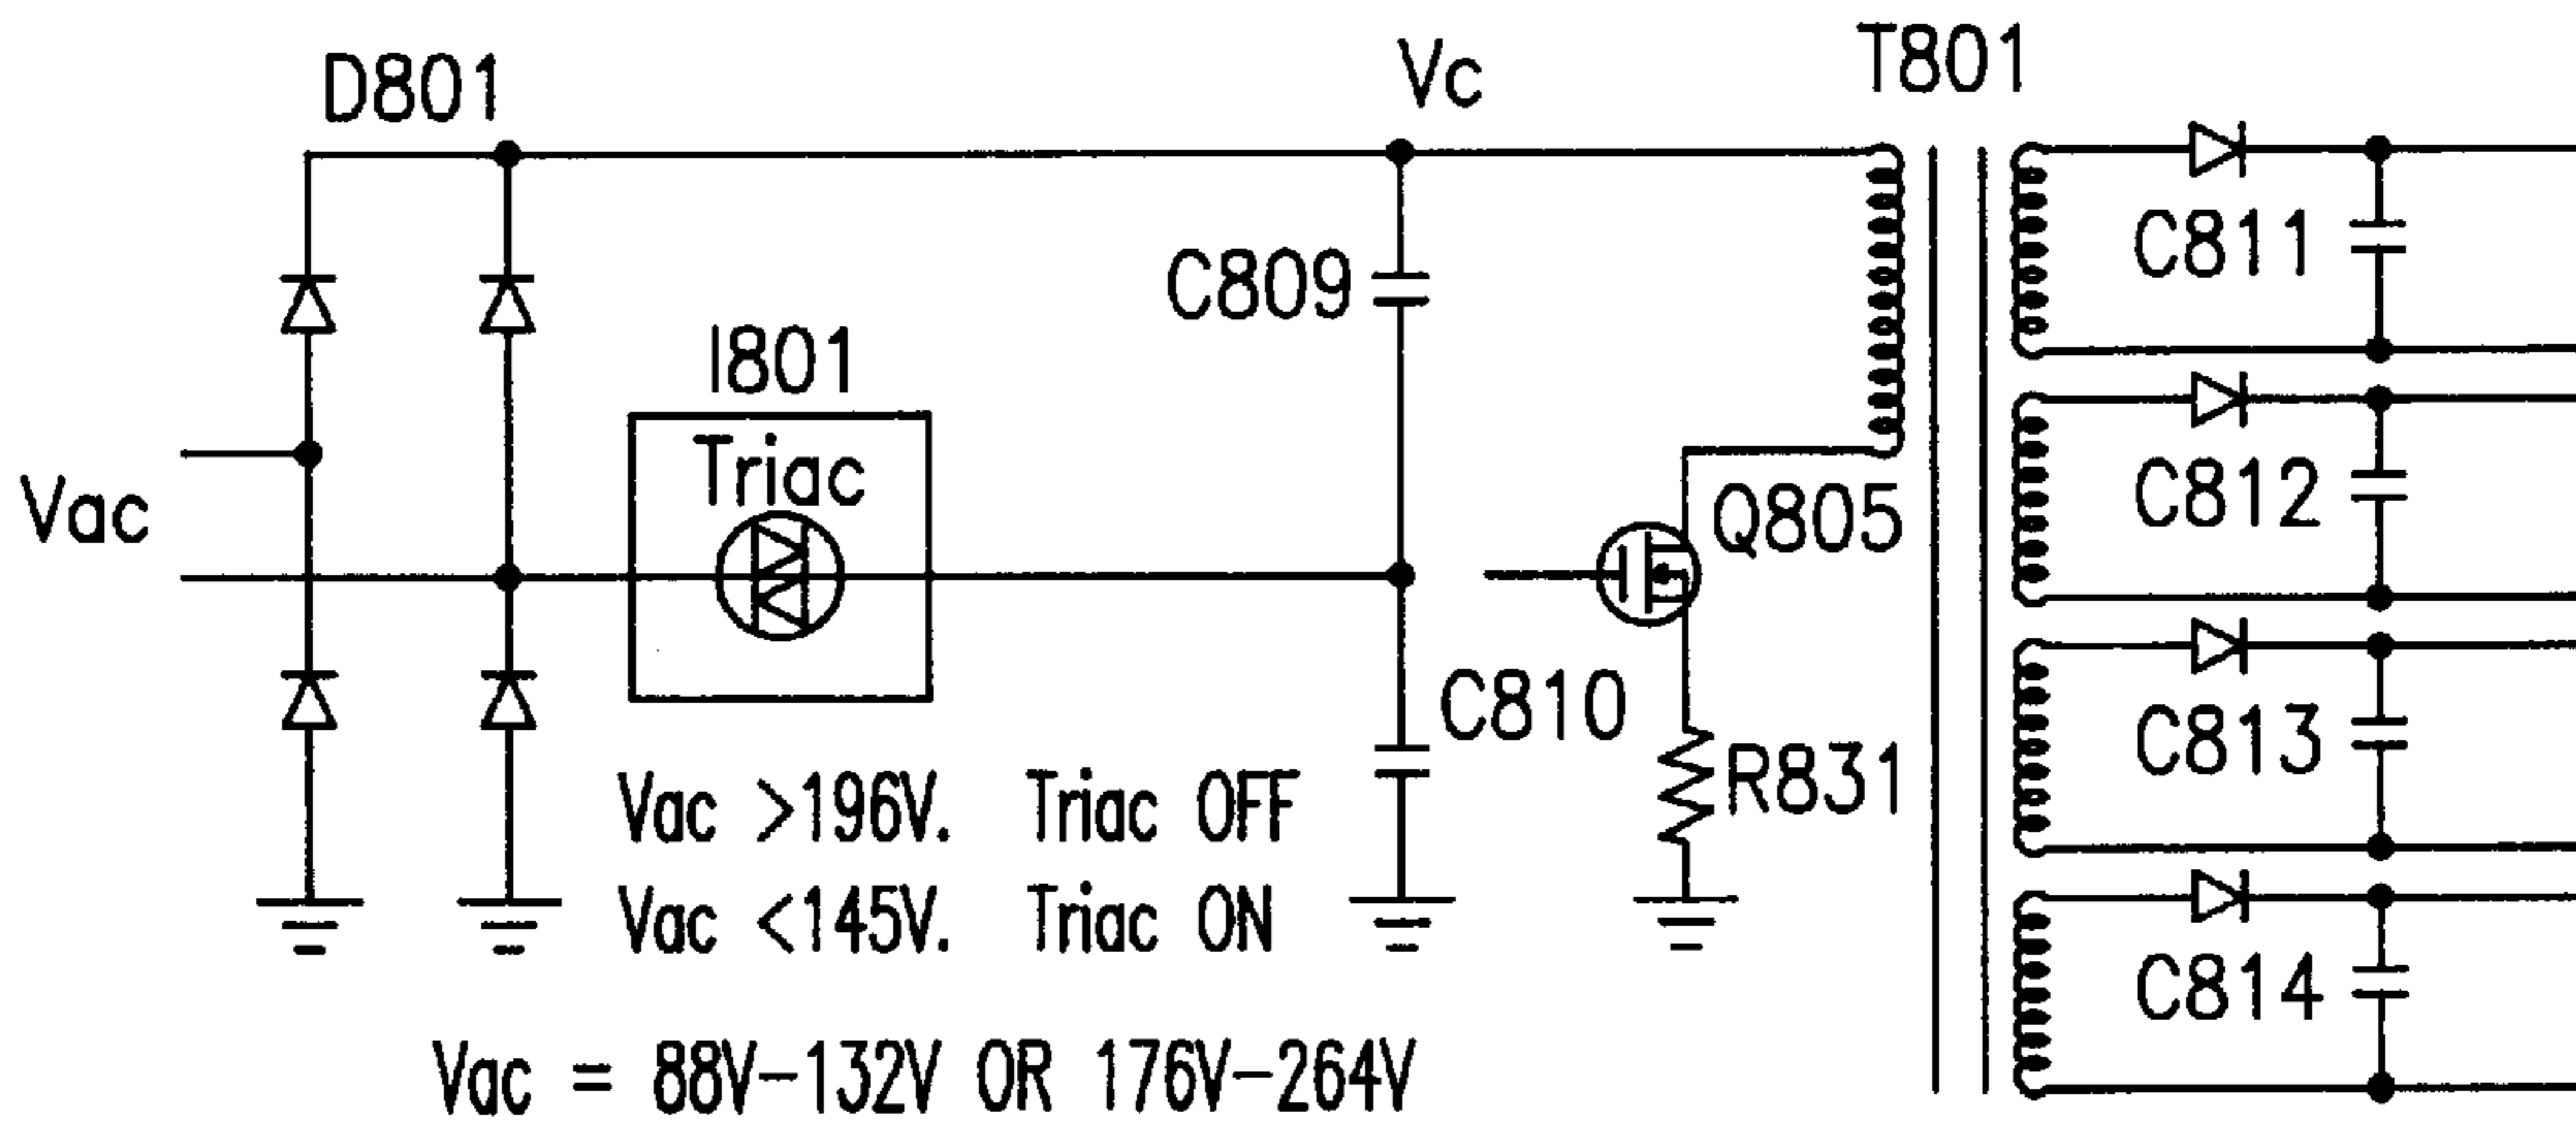 D801
Vc
T801
C811
C809
I801
Triac
Vac
C812
Q805
C810
R831
C813
Vac >196V. Triac OFF
Vac <145V. Triac ON
C814
Vac = 88V-132V OR 176V-264V